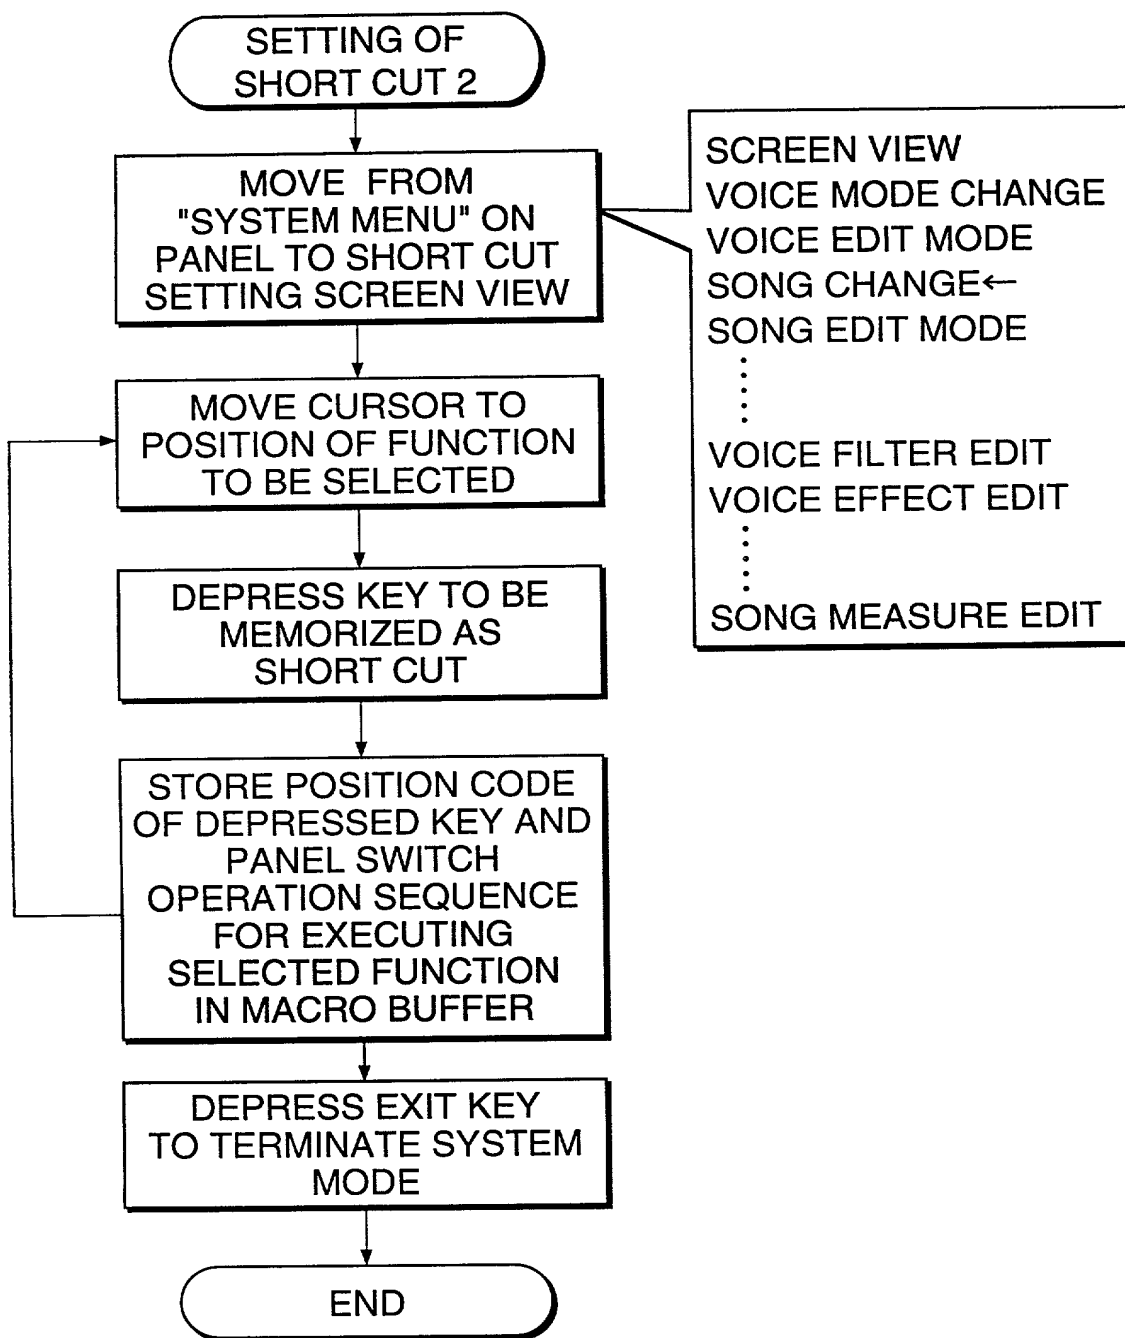 SETTING OF
SHORT CUT 2
MOVE FROM
"SYSTEM MENU" ON
PANEL TO SHORT CUT
SETTING SCREEN VIEW
SCREEN VIEW
VOICE MODE CHANGE
VOICE EDIT MODE
SONG CHANGE←
SONG EDIT MODE
VOICE FILTER EDIT
VOICE EFFECT EDIT
SONG MEASURE EDIT
MOVE CURSOR TO
POSITION OF FUNCTION
TO BE SELECTED
DEPRESS KEY TO BE
MEMORIZED AS
SHORT CUT
STORE POSITION CODE
OF DEPRESSED KEY AND
PANEL SWITCH
OPERATION SEQUENCE
FOR EXECUTING
SELECTED FUNCTION
IN MACRO BUFFER
DEPRESS EXIT KEY
TO TERMINATE SYSTEM
MODE
END